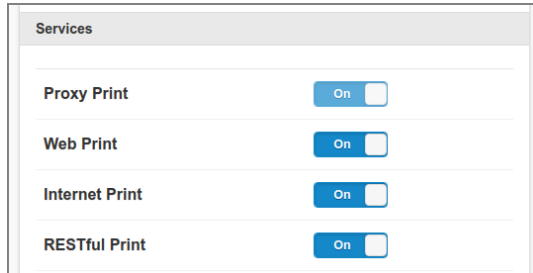 Services
Proxy Print On
Web Print On
Internet Print On
RESTful Print On